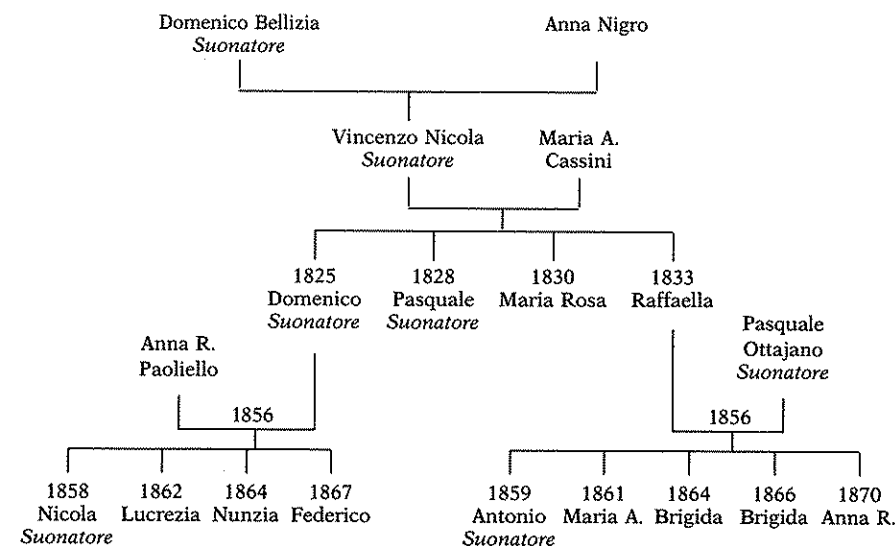 Domenico Bellizia
Suonatore
Anna Nigro
Vincenzo Nicola
Suonatore
Maria A.
Cassini
1825
Domenico
Suonatore
1828
Pasquale
Suonatore
1830
Maria Rosa
1833
Raffaella
Anna R.
Paoliello
Pasquale
Ottajano
Suonatore
1856
1856
1858
Nicola
Suonatore
1862
Lucrezia
1864
Nunzia
1867
Federico
1859
Antonio
Suonatore
1861
Maria A.
1864
Brigida
1866
Brigida
1870
Anna R.